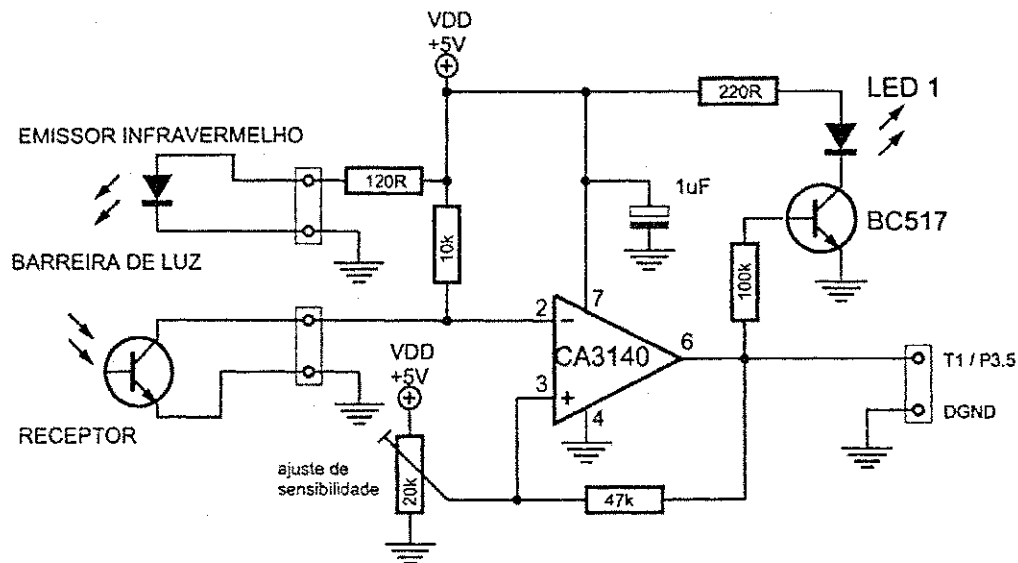 VDD
+5V
220R
LED 1
EMISSOR INFRAVERMELHO
120R
1uF
BC517
10k
100k
BARREIRA DE LUZ
2
7
CA3140
6
T1 / P3.5
VDD
+5V
3
4
DGND
RECEPTOR
ajuste de
sensibilidade
20k
47k